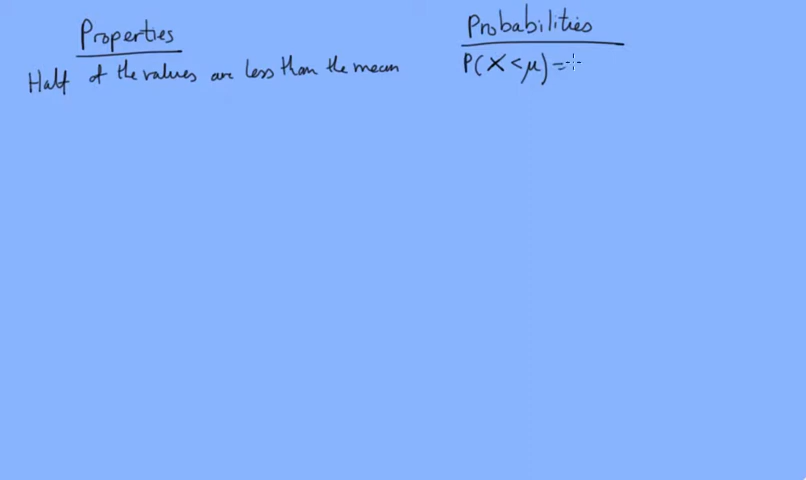 Properties
Probabilities
Half of the values are less than the mean
P(X<μ)=